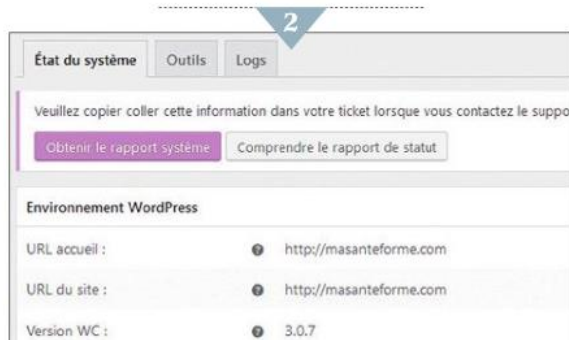 2
État du système Outils Logs
Veuillez copier coller cette information dans votre ticket lorsque vous contactez le suppo
Obtenir le rapport système Comprendre le rapport de statut
Environnement WordPress
URL accueil : http://masanteforme.com
URL du site : http://masanteforme.com
Version WC : 3.0.7